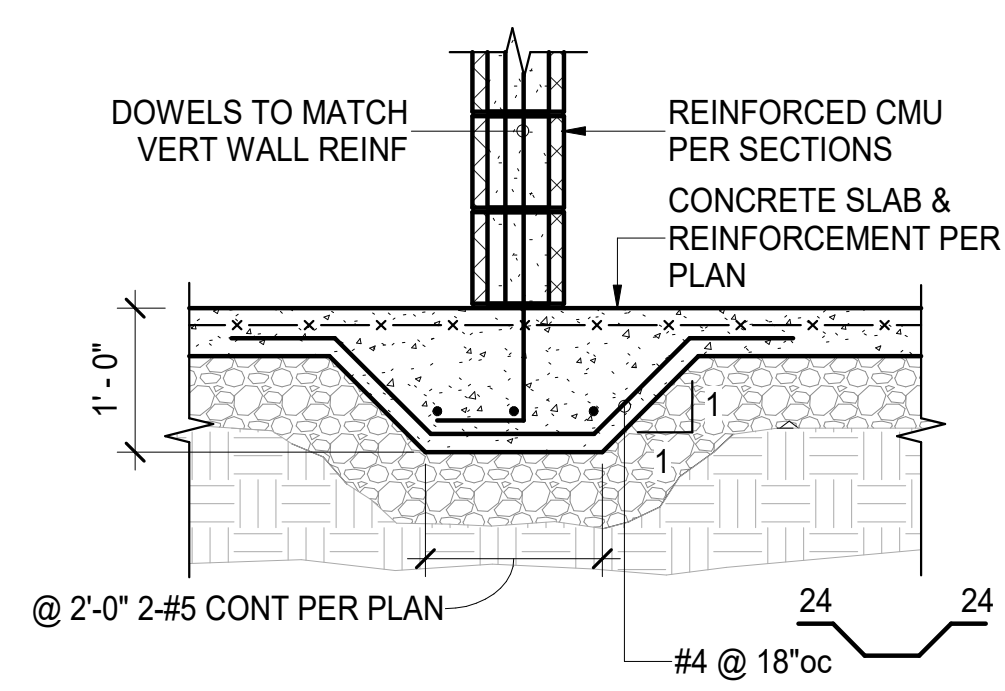 DOWELS TO MATCH
VERT WALL REINF
REINFORCED CMU
PER SECTIONS
CONCRETE SLAB &
REINFORCEMENT PER
PLAN
1' - 0"
1
1
@ 2'-0" 2-#5 CONT PER PLAN
24 24
#4 @ 18"oc